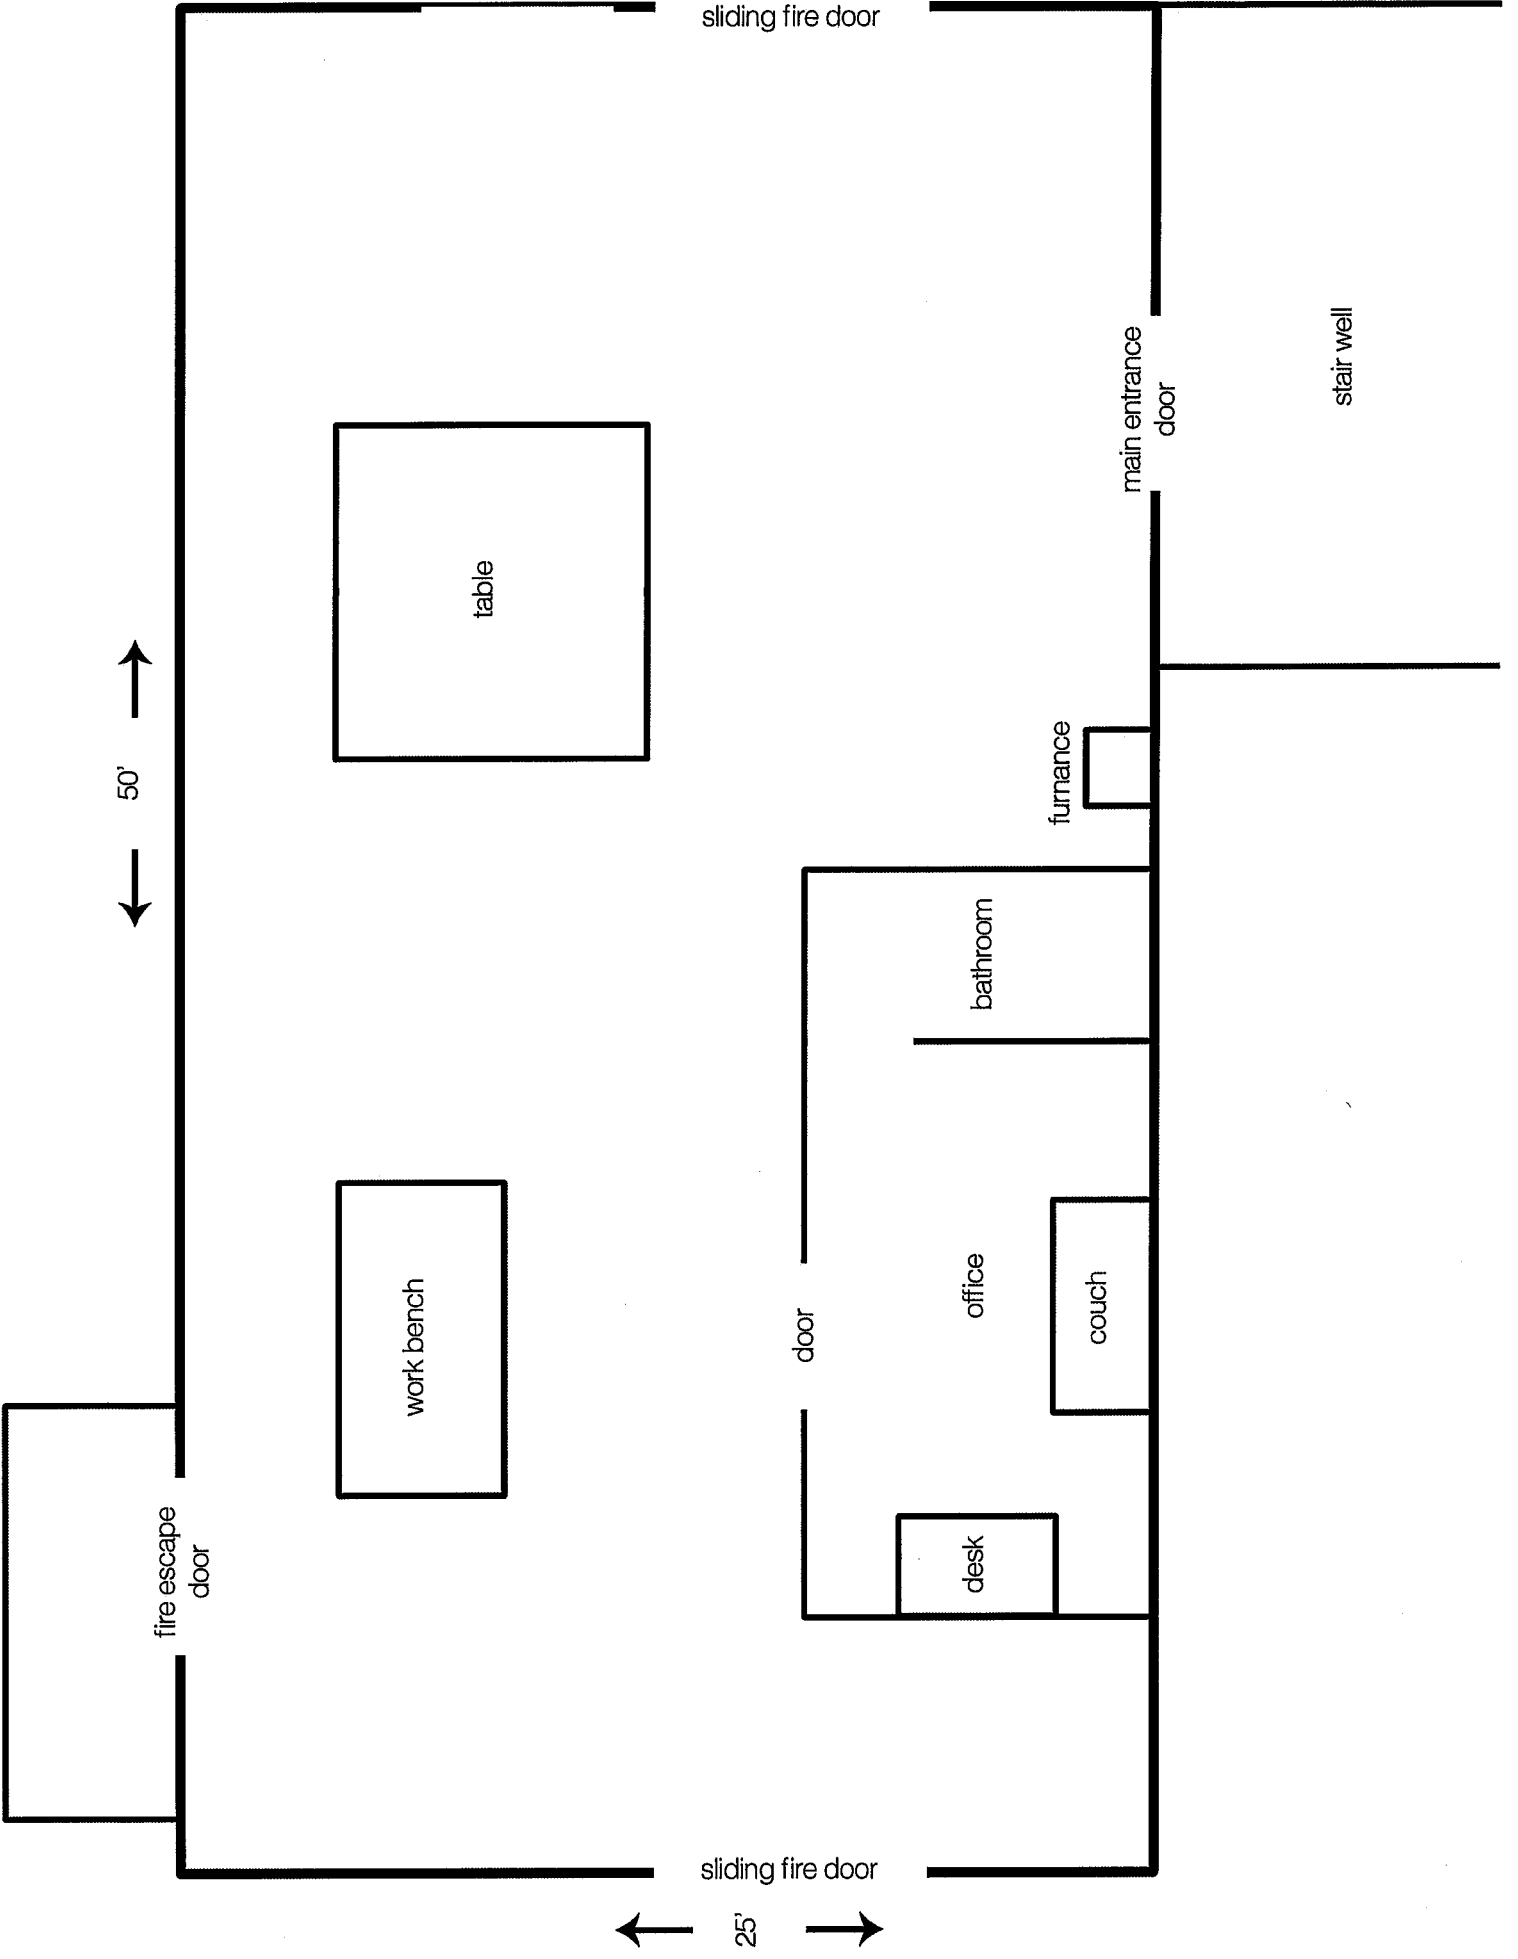 sliding fire door
main entrance
door
stair well
table
50'
furnance
bathroom
work bench
door
office
couch
fire escape
door
desk
sliding fire door
25'